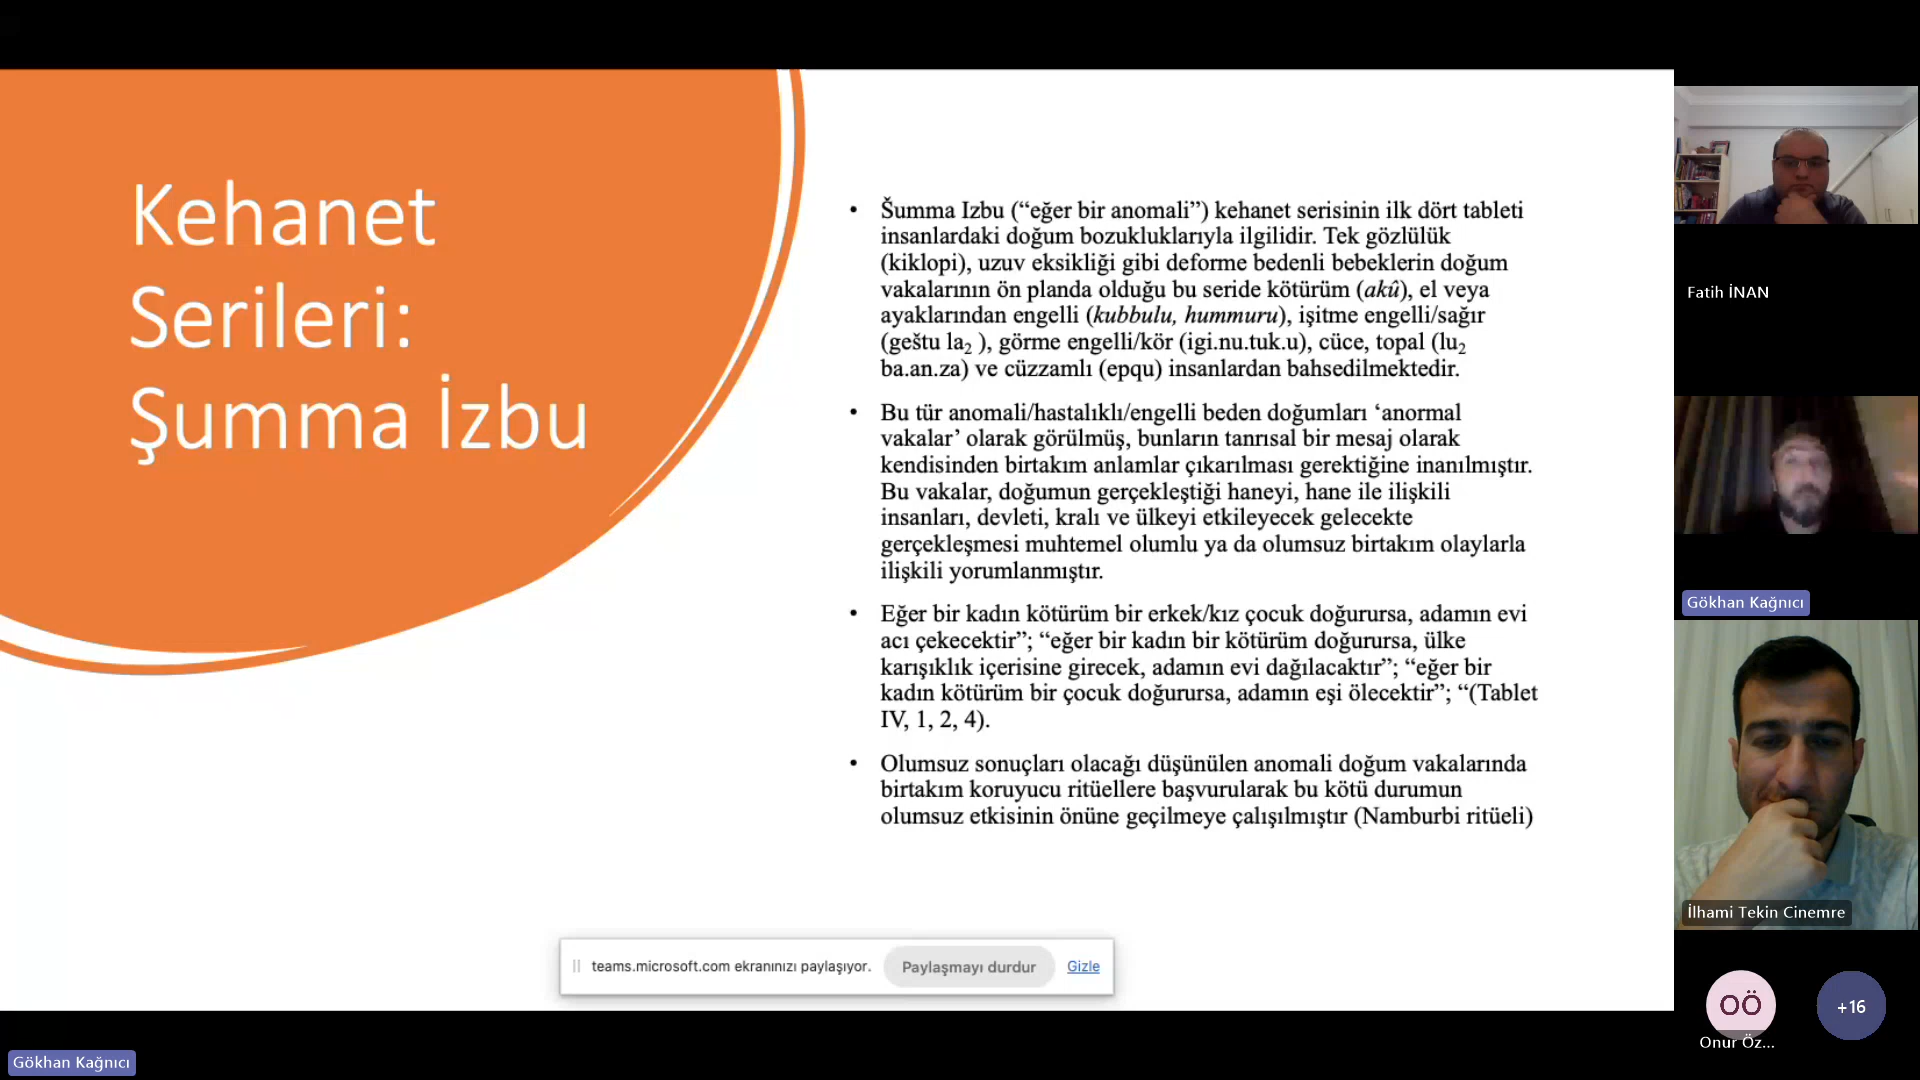 Kehanet
Serileri:
Şumma İzbu
• Šumma Izbu (“eğer bir anomali”) kehanet serisinin ilk dört tableti
insanlardaki doğum bozukluklarıyla ilgilidir. Tek gözlülük
(kiklopi), uzuv eksikliği gibi deforme bedenli bebeklerin doğum
vakalarının ön planda olduğu bu seride kötürüm (akû), el veya
ayaklarından engelli (kubbulu, hummuru), işitme engelli/sağır
(geštu la₂ ), görme engelli/kör (igi.nu.tuk.u), cüce, topal (lu₂
ba.an.za) ve cüzzamlı (epqu) insanlardan bahsedilmektedir.
• Bu tür anomali/hastalıklı/engelli beden doğumları ‘anormal
vakalar’ olarak görülmüş, bunların tanrısal bir mesaj olarak
kendisinden birtakım anlamlar çıkarılması gerektiğine inanılmıştır.
Bu vakalar, doğumun gerçekleştiği haneyi, hane ile ilişkili
insanları, devleti, kralı ve ülkeyi etkileyecek gelecekte
gerçekleşmesi muhtemel olumlu ya da olumsuz birtakım olaylarla
ilişkili yorumlanmıştır.
• Eğer bir kadın kötürüm bir erkek/kız çocuk doğurursa, adamın evi
acı çekecektir”; “eğer bir kadın bir kötürüm doğurursa, ülke
karışıklık içerisine girecek, adamın evi dağılacaktır”; “eğer bir
kadın kötürüm bir çocuk doğurursa, adamın eşi ölecektir”; “(Tablet
IV, 1, 2, 4).
• Olumsuz sonuçları olacağı düşünülen anomali doğum vakalarında
birtakım koruyucu ritüellere başvurularak bu kötü durumun
olumsuz etkisinin önüne geçilmeye çalışılmıştır (Namburbi ritüeli)
teams.microsoft.com ekranınızı paylaşıyor. Paylaşmayı durdur Gizle
Gökhan Kağnıcı
Fatih İNAN
Gökhan Kağnıcı
İlhami Tekin Cinemre
OÖ
+16
Onur Öz...